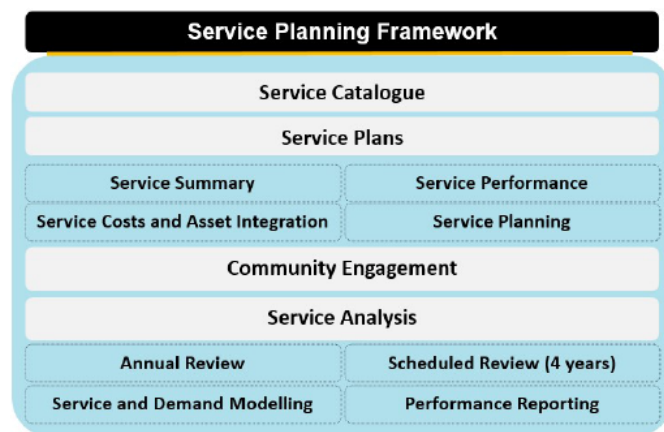 Service Planning Framework
Service Catalogue
Service Plans
Service Summary
Service Performance
Service Costs and Asset Integration
Service Planning
Community Engagement
Service Analysis
Annual Review
Scheduled Review (4 years)
Service and Demand Modelling
Performance Reporting